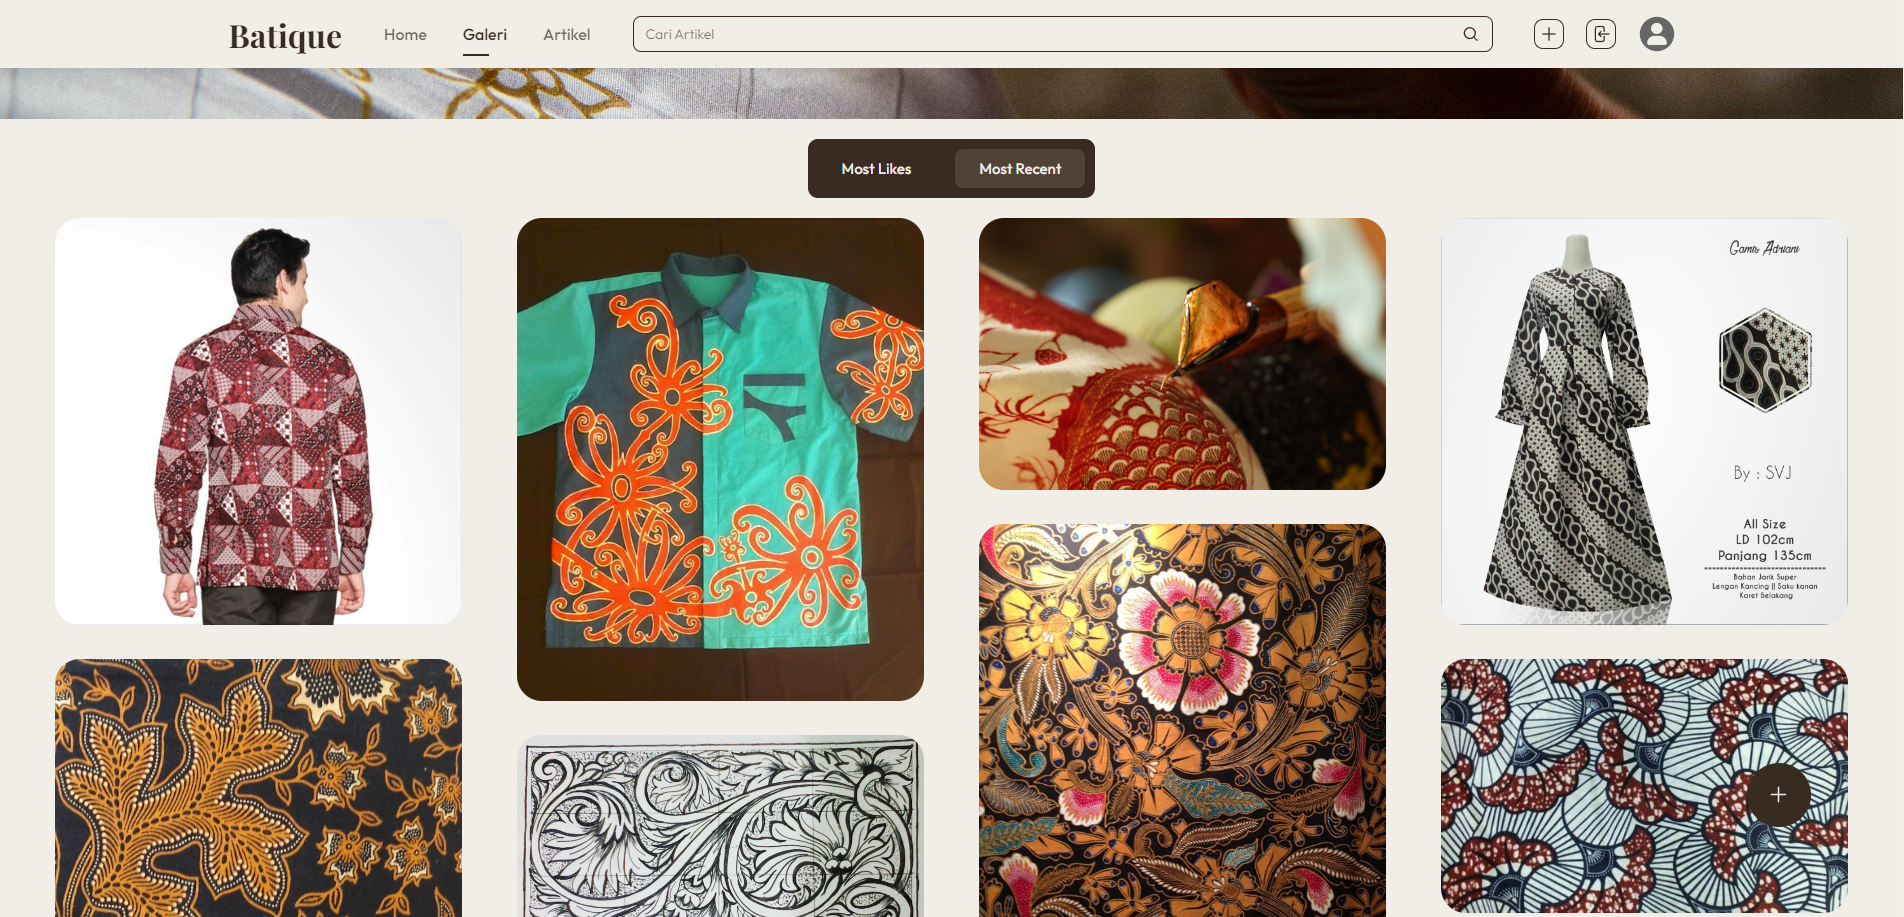 Batique
Home
Galeri
Artikel
Cari Artikel
Most Likes
Most Recent
Gamis Adriani
By : SVJ
All Size
LD 102cm
Panjang 135cm
Bahan Jarik Super
Lengan Kancing || Saku kanan
Karet Belakang